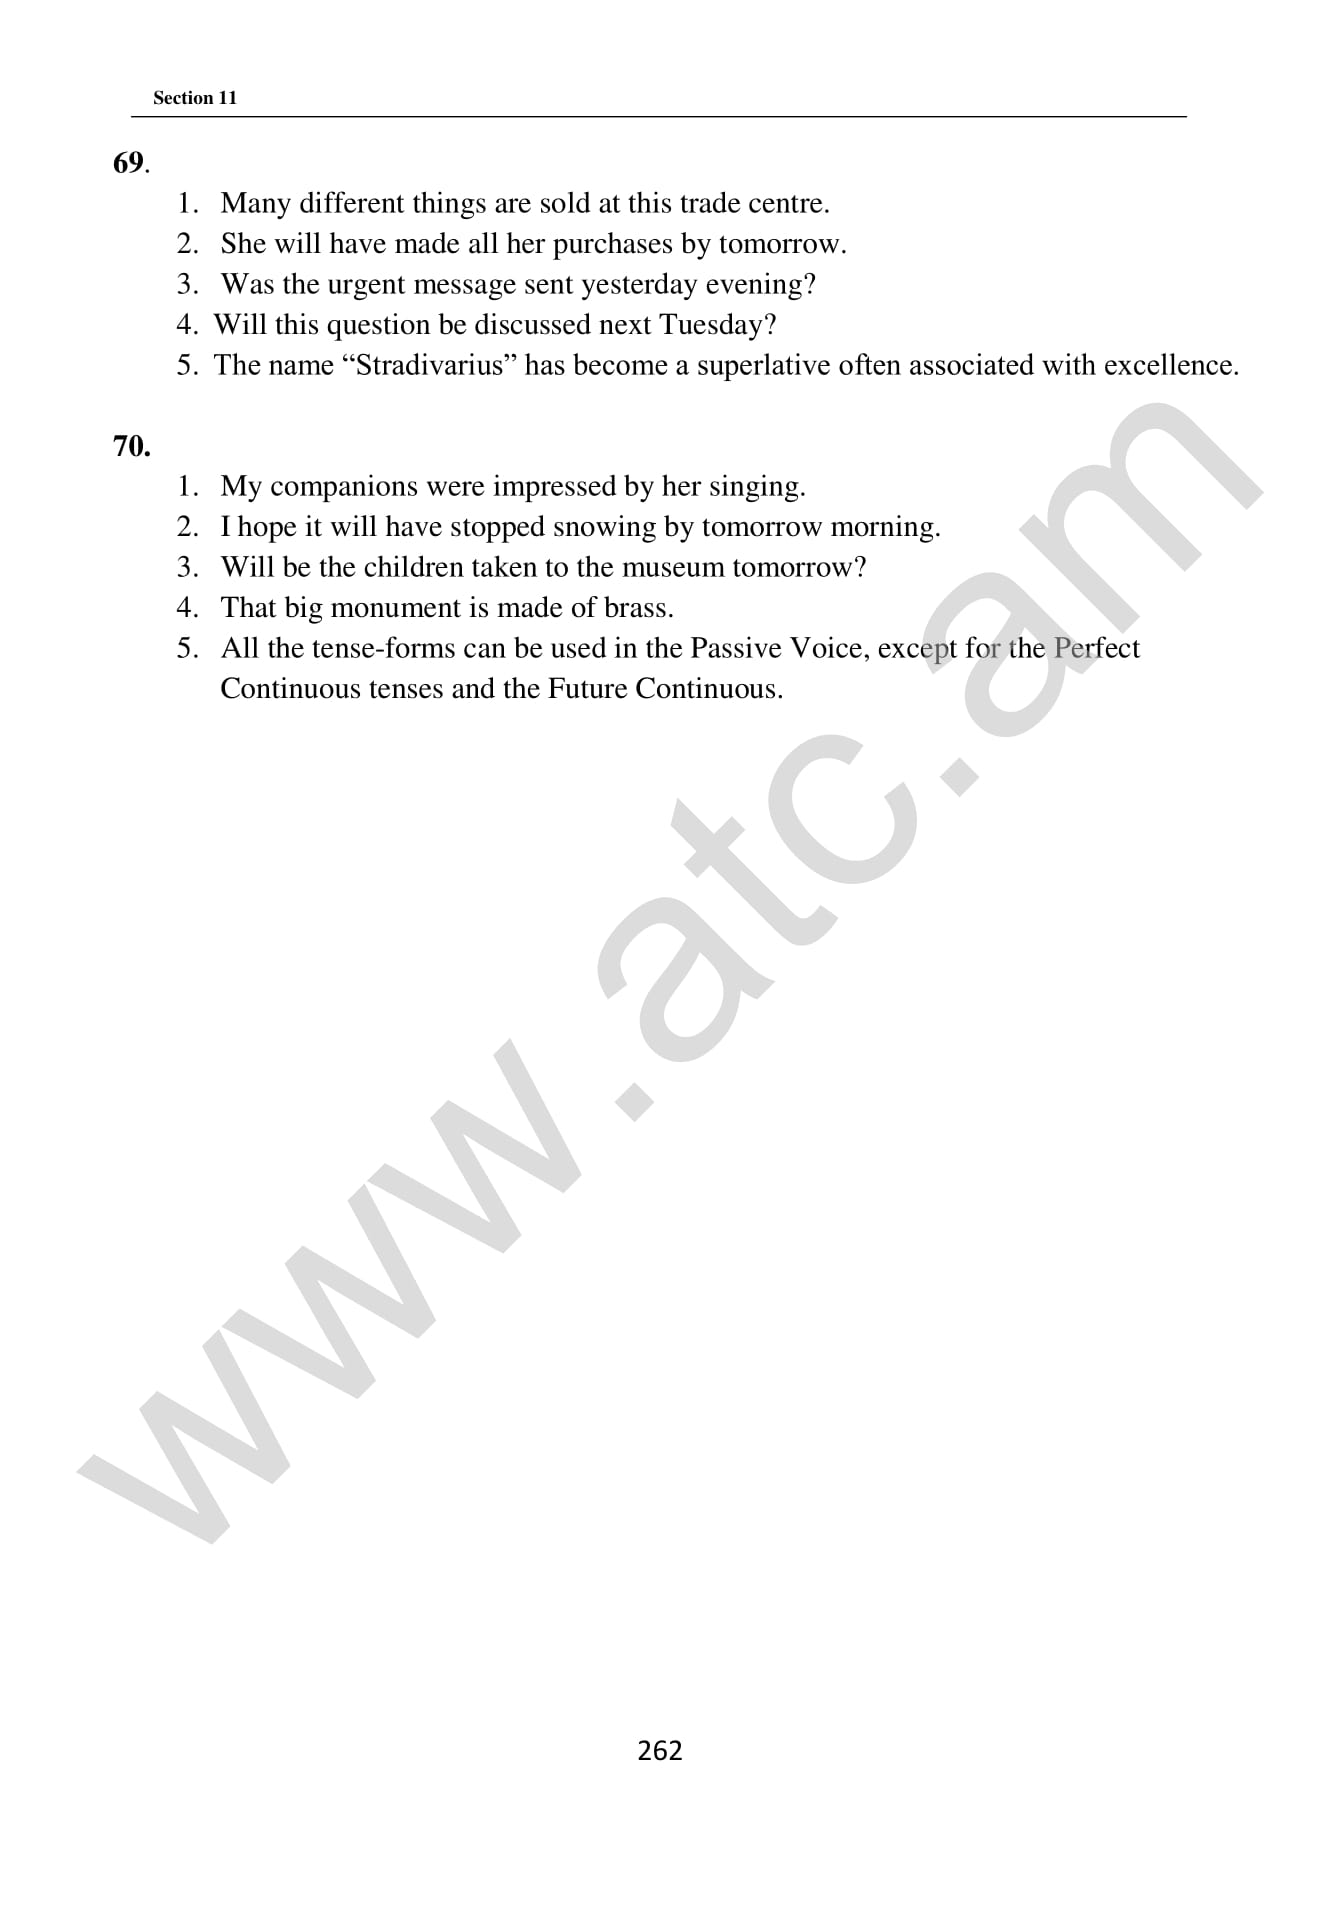 Section 11
69.
1. Many different things are sold at this trade centre.
2. She will have made all her purchases by tomorrow.
3. Was the urgent message sent yesterday evening?
4. Will this question be discussed next Tuesday?
5. The name “Stradivarius” has become a superlative often associated with excellence.
70.
1. My companions were impressed by her singing.
2. I hope it will have stopped snowing by tomorrow morning.
3. Will be the children taken to the museum tomorrow?
4. That big monument is made of brass.
5. All the tense-forms can be used in the Passive Voice, except for the Perfect
Continuous tenses and the Future Continuous.
www.atc.am
262